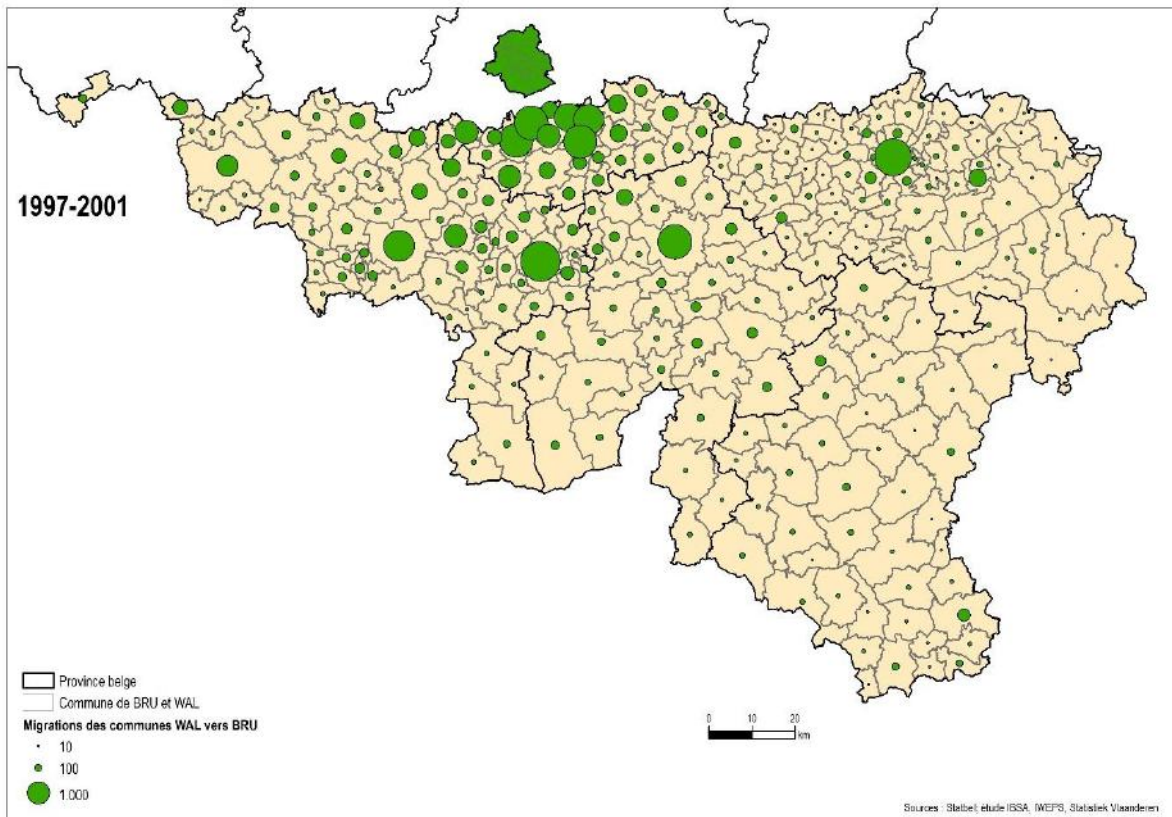 1997-2001
Province belge
Commune de BRU et WAL
Migrations des communes WAL vers BRU
10
100
1.000
0 10 20
km
Sources : Statbel; étude IBSA, IWEPS, Statistiek Vlaanderen